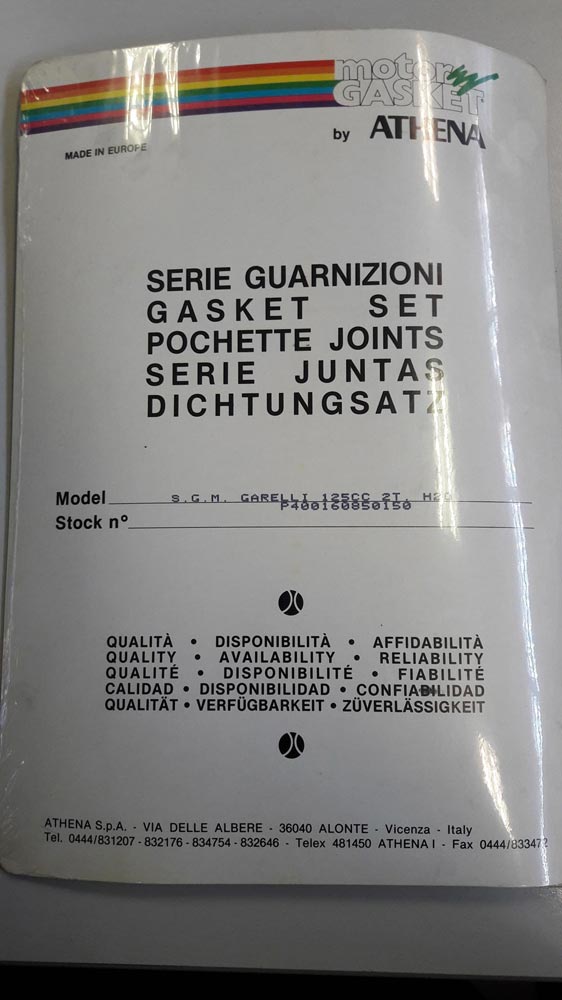 motor
GASKET
by ATHENA
MADE IN EUROPE
SERIE GUARNIZIONI
GASKET SET
POCHETTE JOINTS
SERIE JUNTAS
DICHTUNGSATZ
Model S.G.M. GARELLI 125CC 2T. H2O
P400160850150
Stock n°
QUALITÀ • DISPONIBILITÀ • AFFIDABILITÀ
QUALITY • AVAILABILITY • RELIABILITY
QUALITÉ • DISPONIBILITÉ • FIABILITÉ
CALIDAD • DISPONIBILIDAD • CONFIABILIDAD
QUALITÄT • VERFÜGBARKEIT • ZÜVERLÄSSIGKEIT
ATHENA S.p.A. - VIA DELLE ALBERE - 36040 ALONTE - Vicenza - Italy
Tel. 0444/831207 - 832176 - 834754 - 832646 - Telex 481450 ATHENA I - Fax 0444/833472